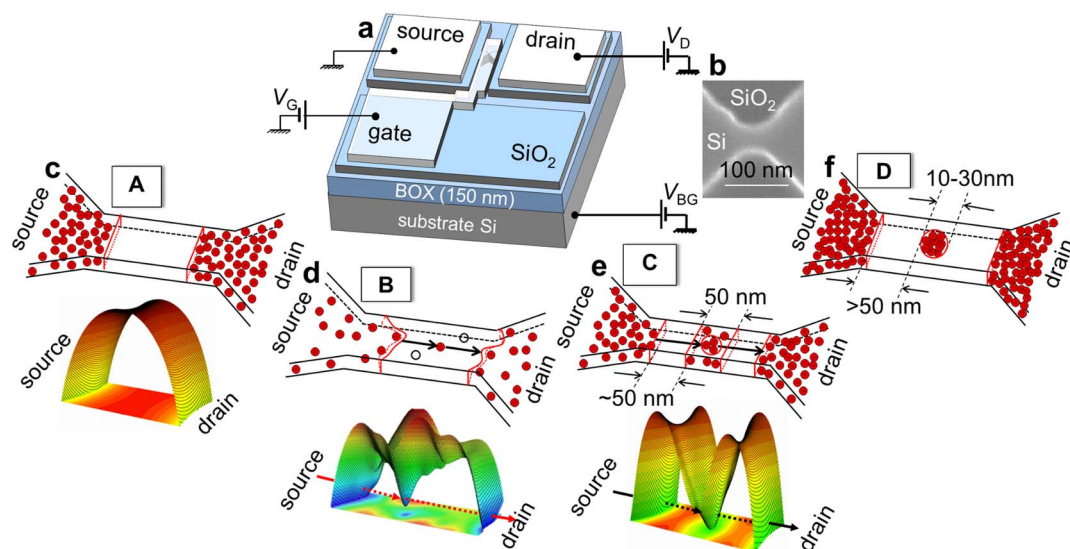 a
source
drain
V_D
b
SiO₂
Si
100 nm
V_G
gate
SiO₂
BOX (150 nm)
substrate Si
V_BG
c
A
source
drain
source
drain
d
B
source
drain
source
drain
e
C
source
50 nm
~50 nm
drain
source
drain
f
D
10-30nm
source
>50 nm
drain